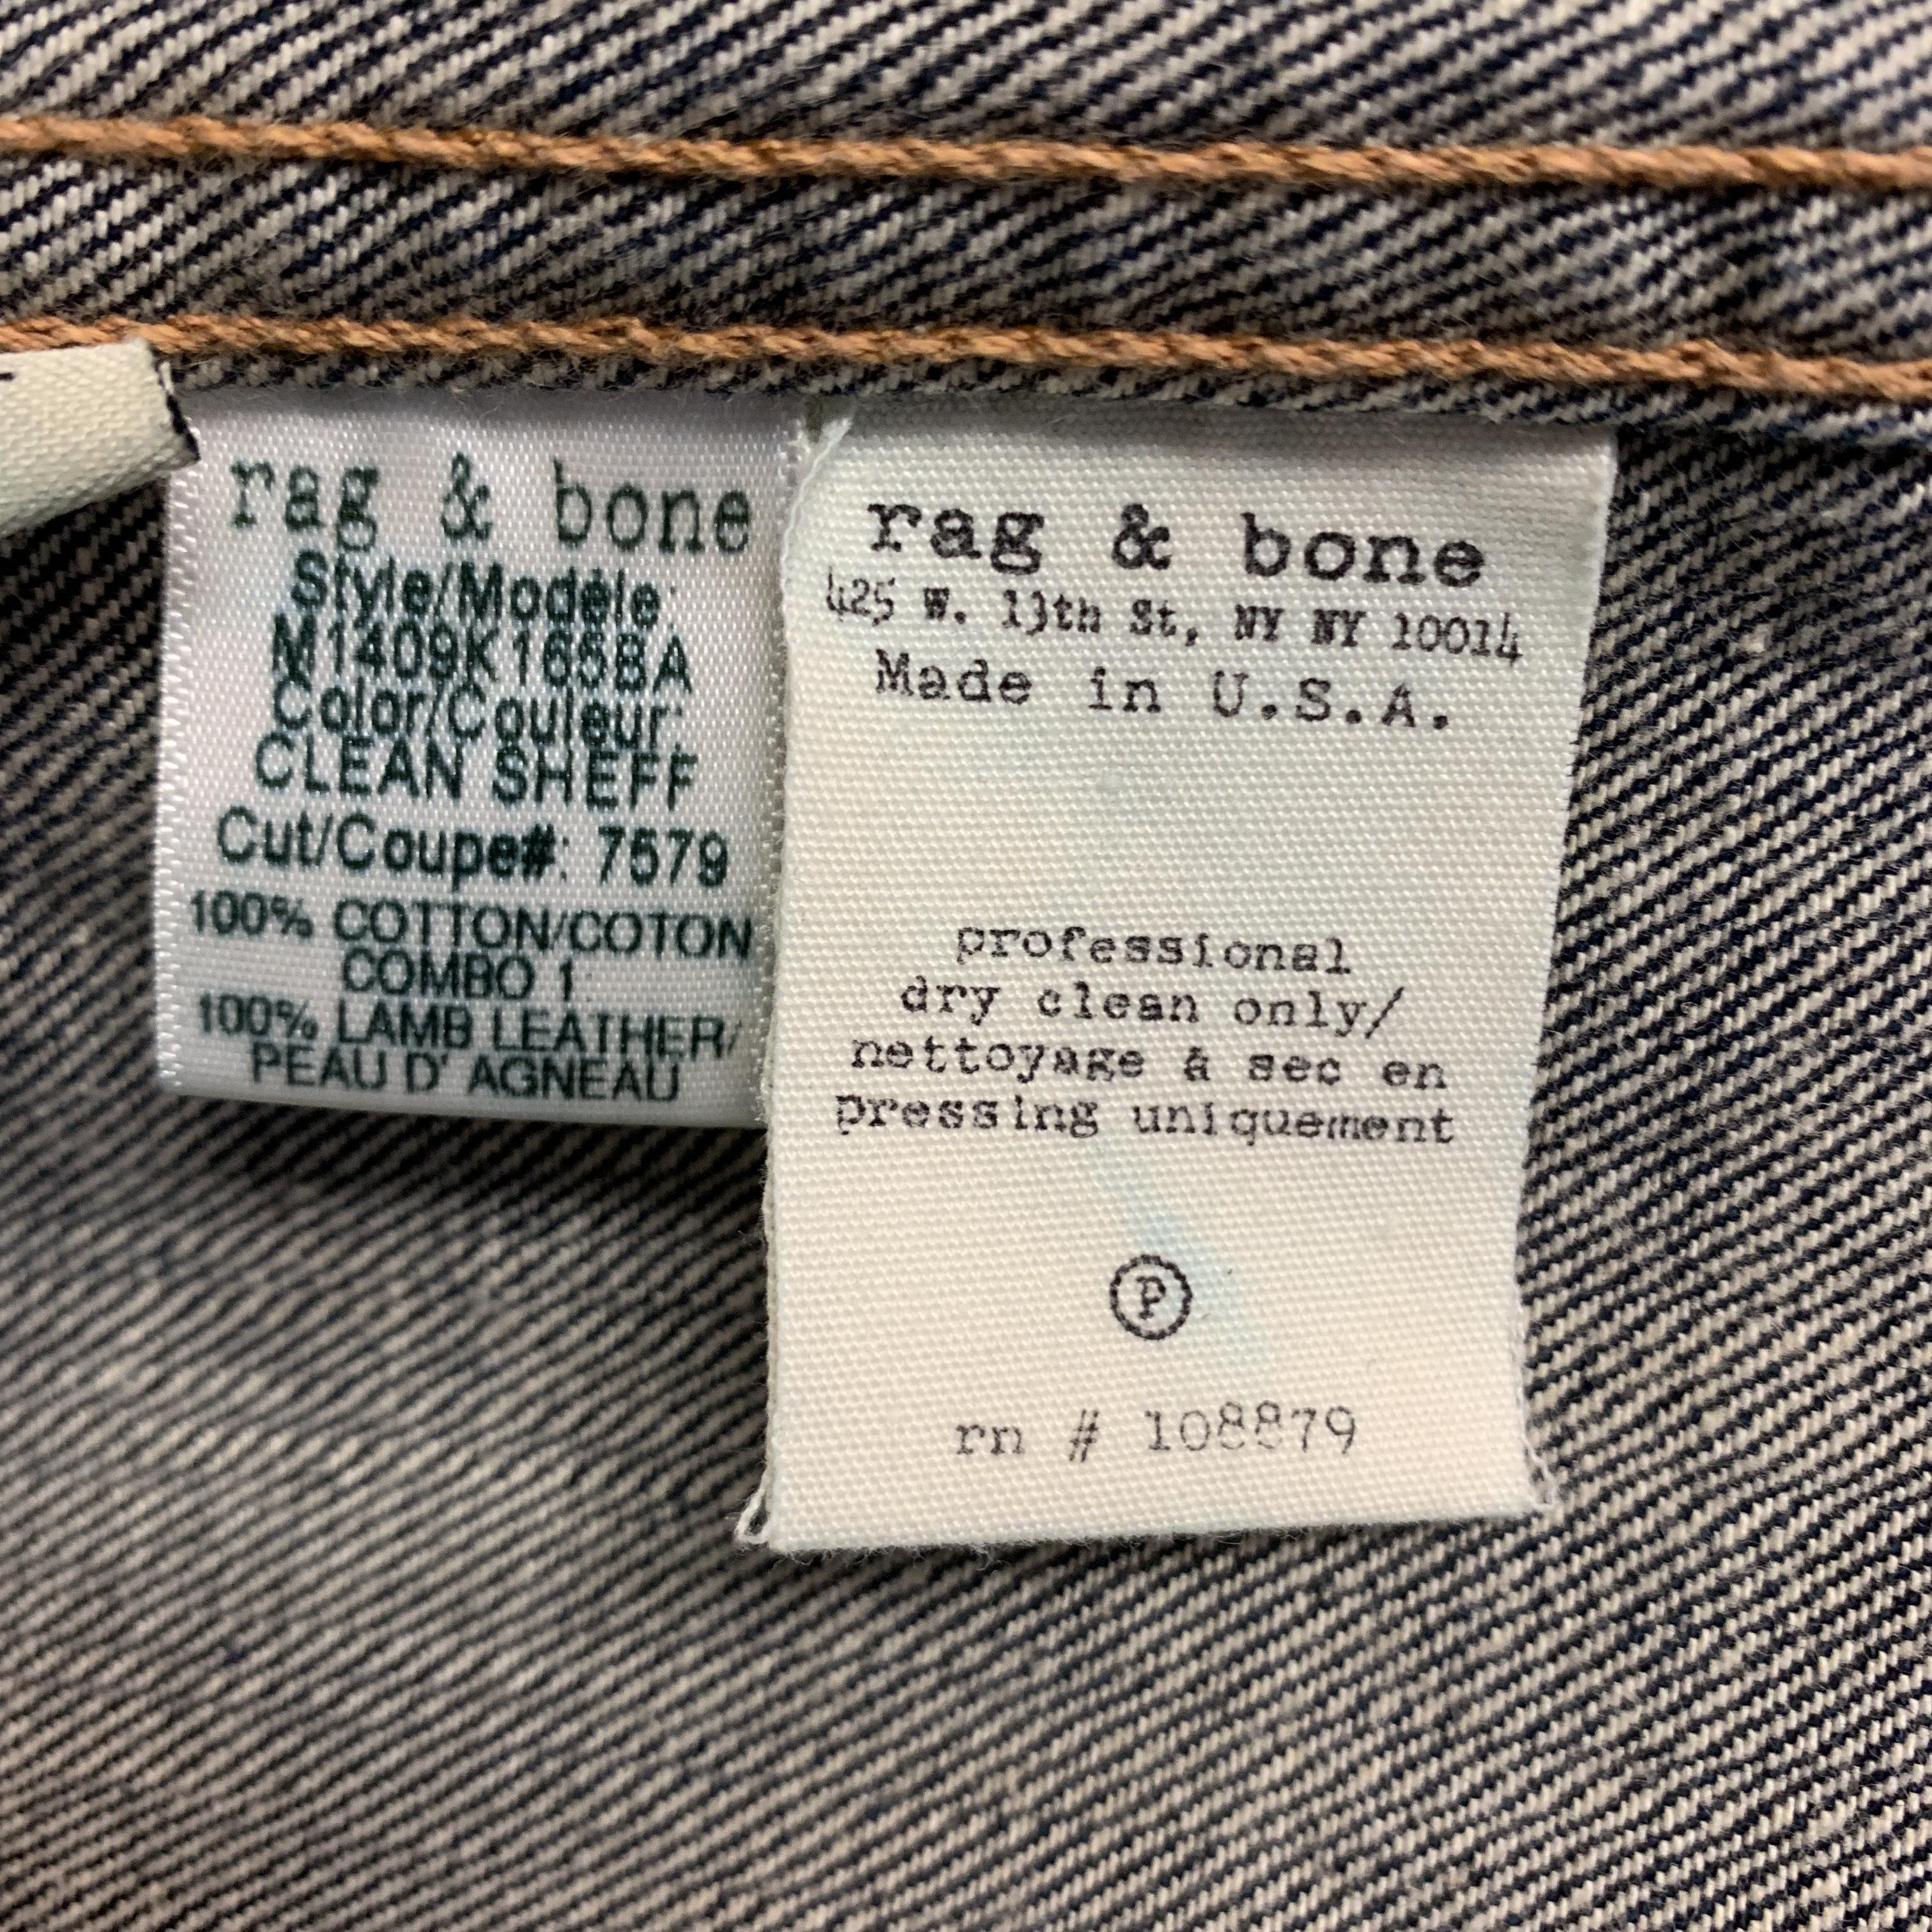 rag & bone
Style/Modèle:
M1409K165BA
Color/Couleur:
CLEAN SHEFF
Cut/Coupe#: 7579
100% COTTON/COTON
COMBO 1:
100% LAMB LEATHER/
PEAU D' AGNEAU
rag & bone
425 W. 13th St, NY NY 10014
Made in U.S.A.
professional
dry clean only/
nettoyage à sec en
pressing uniquement
P
rn # 108879